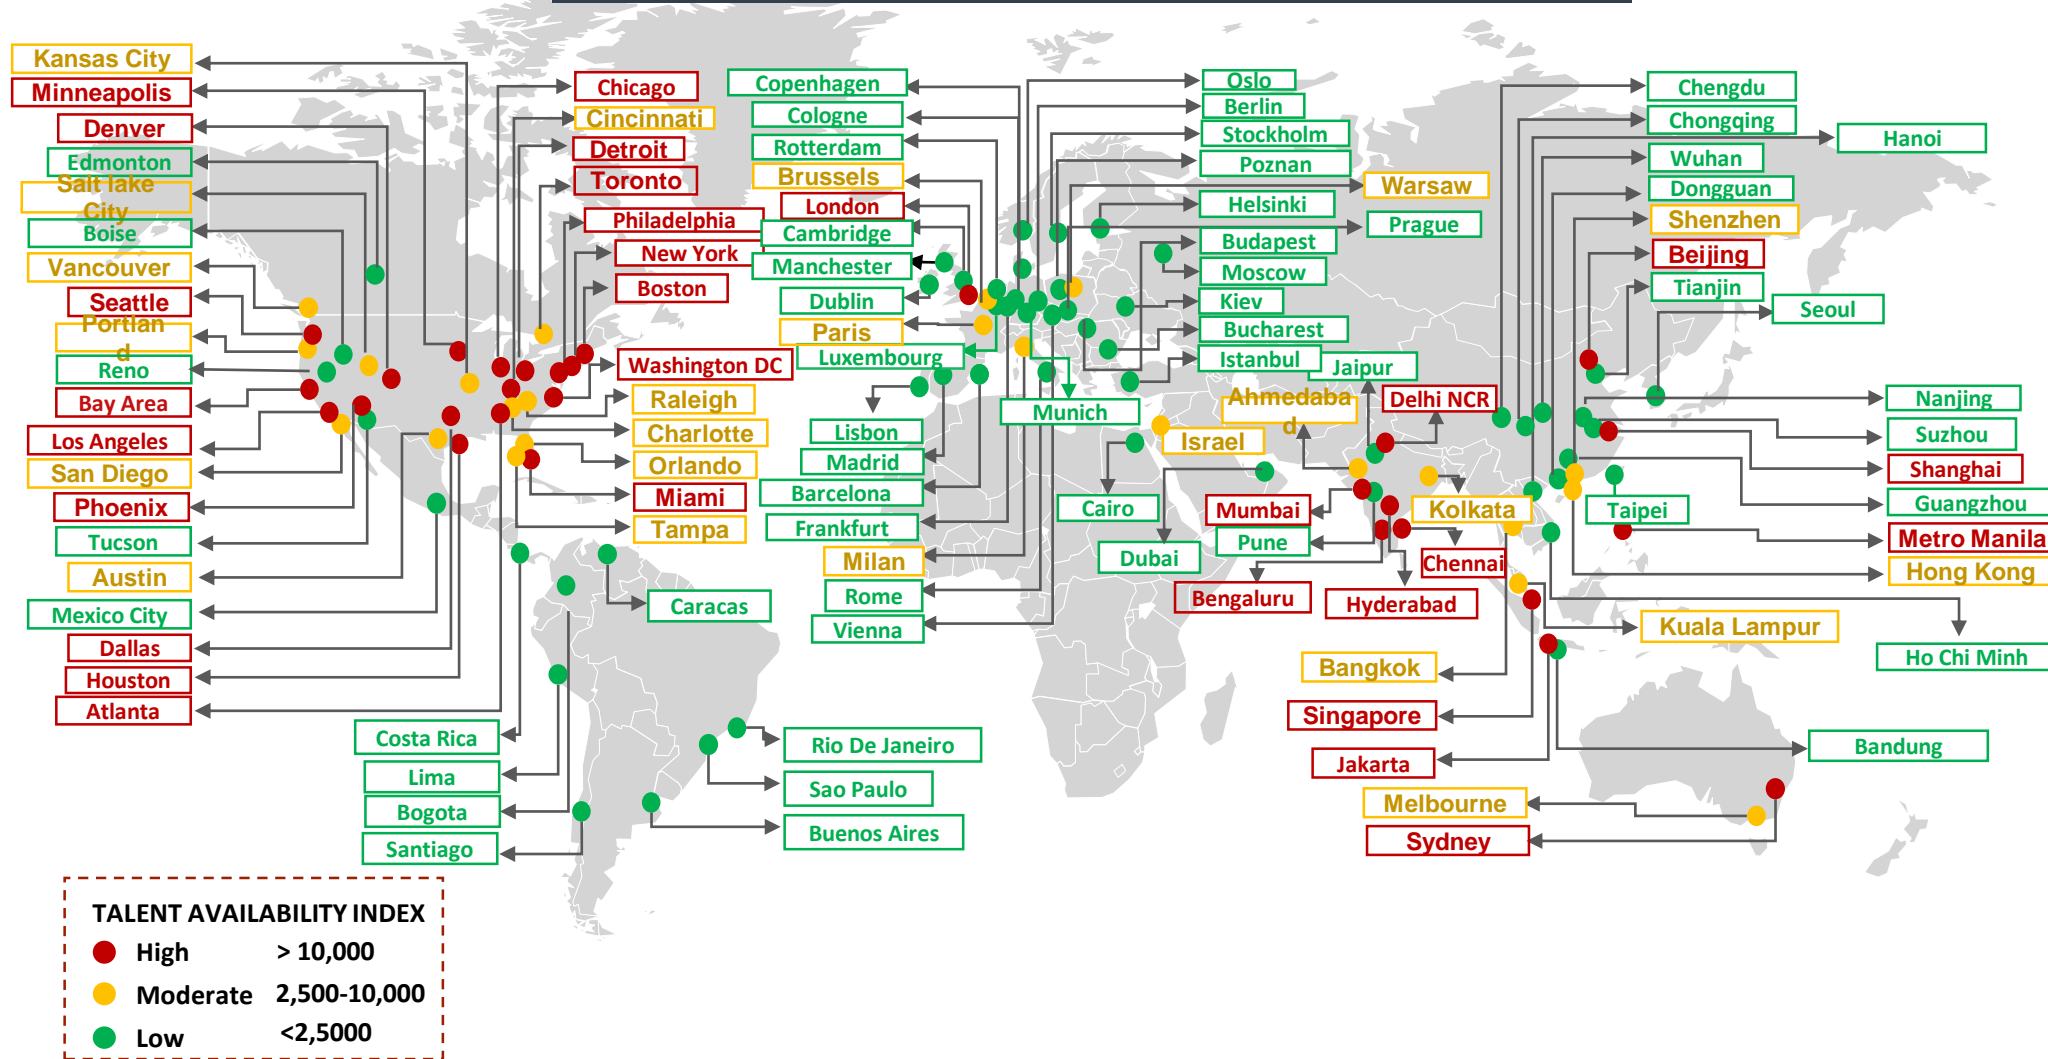 Kansas City
Minneapolis
Denver
Edmonton
Salt lake
City
Boise
Vancouver
Seattle
Portlan
d
Reno
Bay Area
Los Angeles
San Diego
Phoenix
Tucson
Austin
Mexico City
Dallas
Houston
Atlanta
Chicago
Cincinnati
Detroit
Toronto
Philadelphia
New York
Boston
Washington DC
Raleigh
Charlotte
Orlando
Miami
Tampa
Caracas
Costa Rica
Lima
Bogota
Santiago
Rio De Janeiro
Sao Paulo
Buenos Aires
Copenhagen
Cologne
Rotterdam
Brussels
London
Cambridge
Manchester
Dublin
Paris
Luxembourg
Lisbon
Madrid
Barcelona
Frankfurt
Milan
Rome
Vienna
Oslo
Berlin
Stockholm
Poznan
Warsaw
Helsinki
Prague
Budapest
Moscow
Kiev
Bucharest
Istanbul
Munich
Jaipur
Ahmedaba
d
Delhi NCR
Israel
Cairo
Dubai
Mumbai
Pune
Bengaluru
Hyderabad
Chennai
Kolkata
Chengdu
Chongqing
Hanoi
Wuhan
Dongguan
Shenzhen
Beijing
Tianjin
Seoul
Nanjing
Suzhou
Shanghai
Guangzhou
Taipei
Metro Manila
Hong Kong
Kuala Lampur
Ho Chi Minh
Bangkok
Singapore
Jakarta
Bandung
Melbourne
Sydney
TALENT AVAILABILITY INDEX
High > 10,000
Moderate 2,500-10,000
Low <2,5000